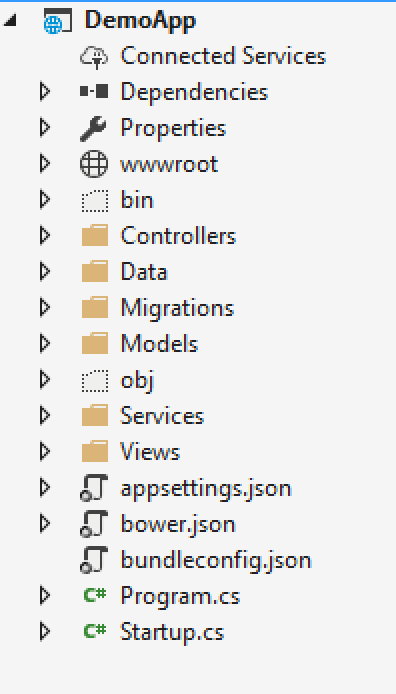 DemoApp
Connected Services
Dependencies
Properties
wwwroot
bin
Controllers
Data
Migrations
Models
obj
Services
Views
appsettings.json
bower.json
bundleconfig.json
C# Program.cs
C# Startup.cs